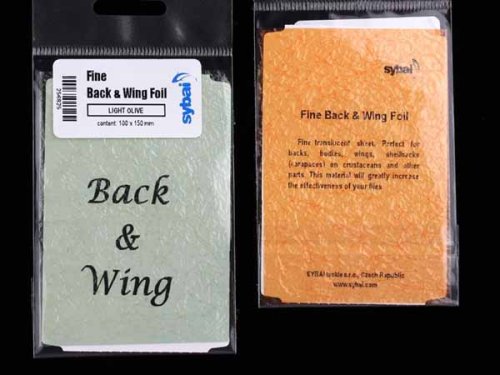 Fine
Back & Wing Foil
LIGHT OLIVE
content: 100 x 150 mm
sybai
Back
&
Wing
sybai
Fine Back & Wing Foil
Fine translucent sheet. Perfect for
backs, bodies, wings, shellbacks
(carapaces) on crustaceans and other
parts. This material will greatly increase
the effectiveness of your flies
SYBAI tackle s.r.o., Czech Republic
www.sybai.com